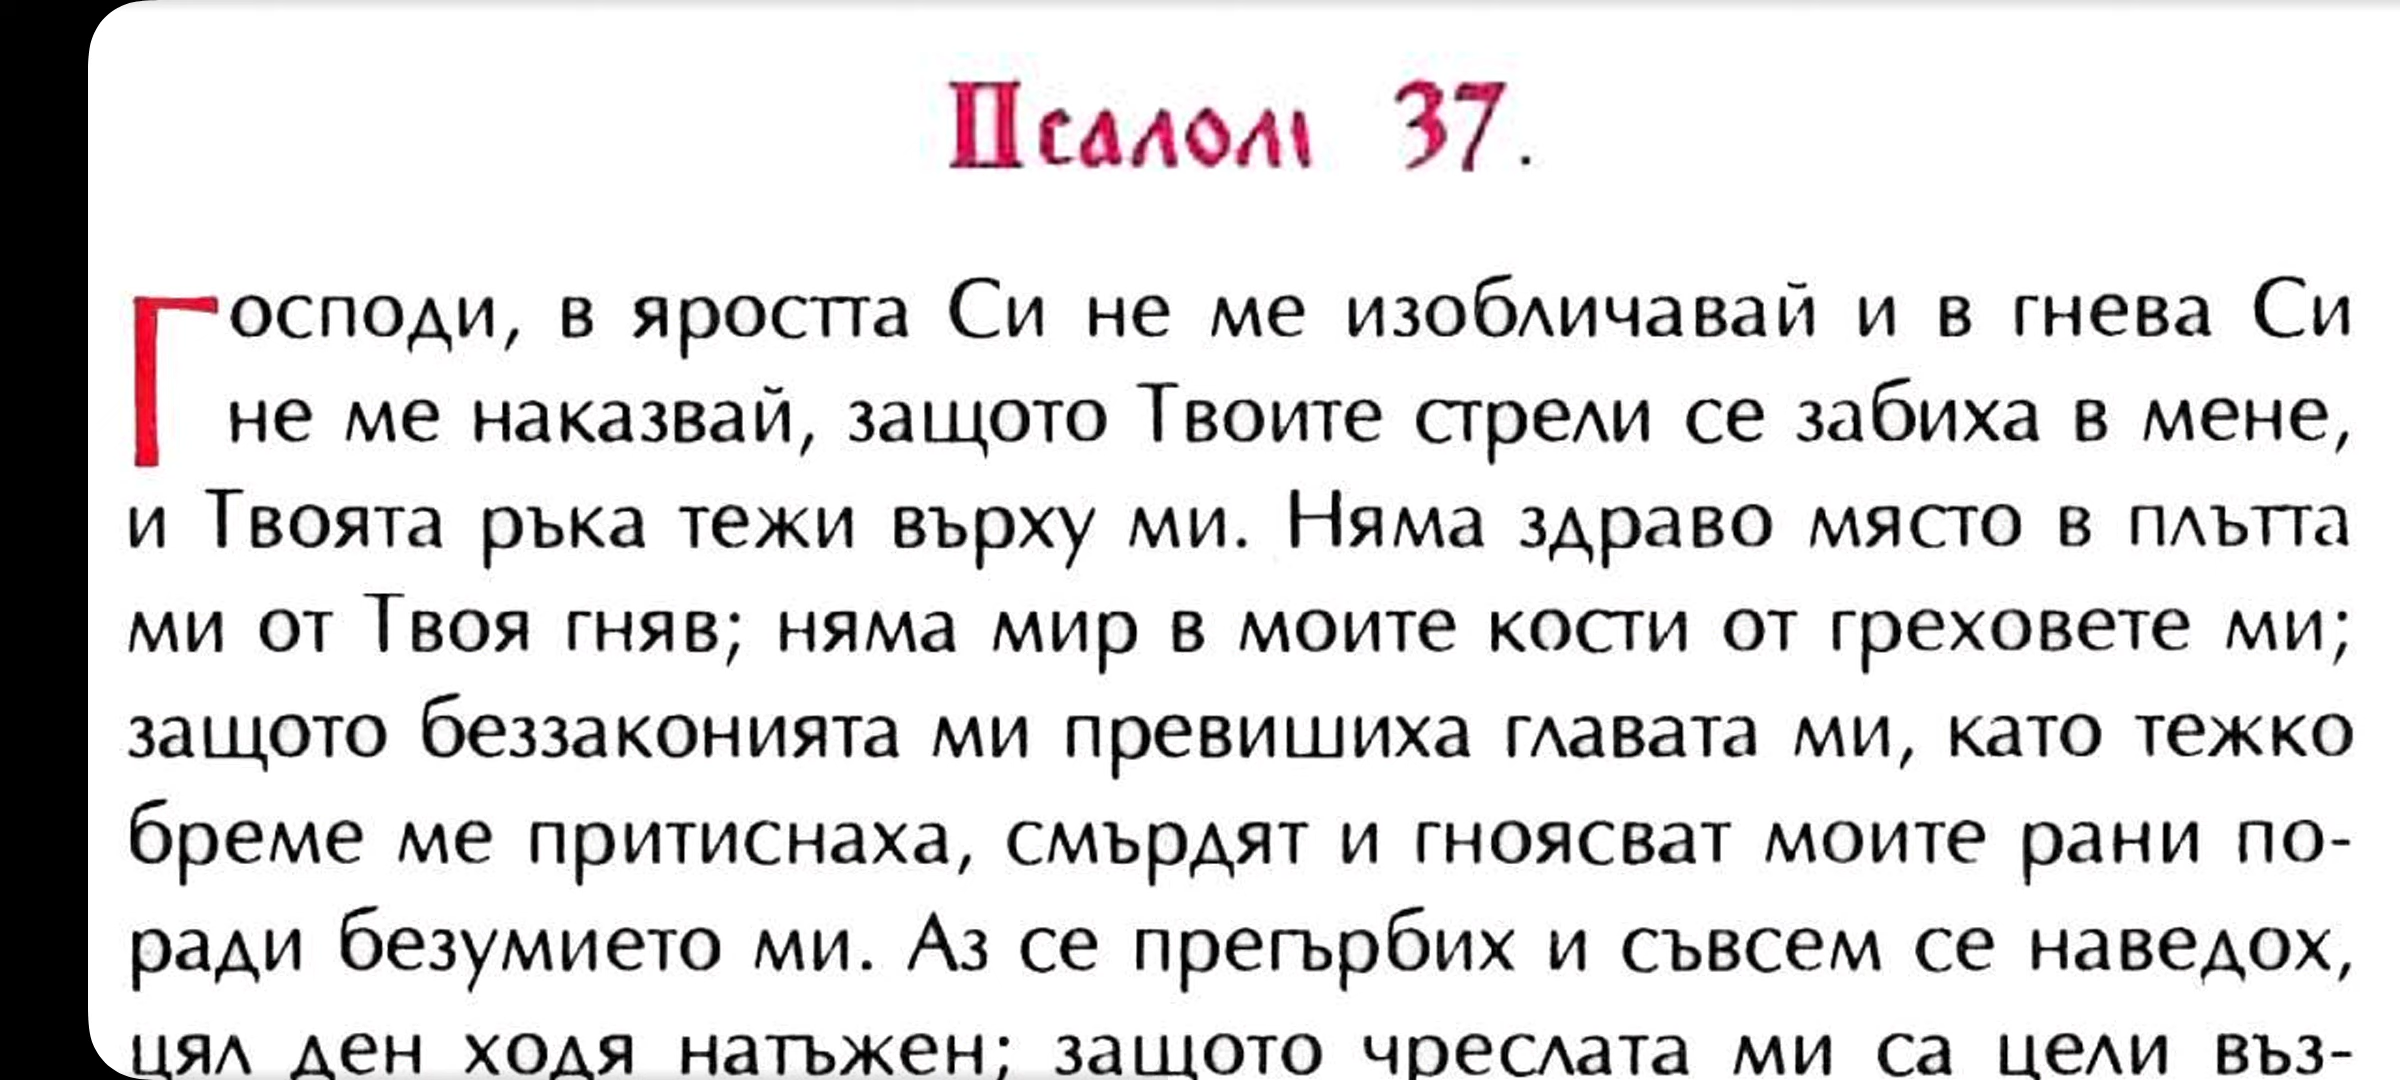 Псалом 37.
Господи, в яростта Си не ме изобличавай и в гнева Си
не ме наказвай, защото Твоите стрели се забиха в мене,
и Твоята ръка тежи върху ми. Няма здраво място в плътта
ми от Твоя гняв; няма мир в моите кости от греховете ми;
защото беззаконията ми превишиха главата ми, като тежко
бреме ме притиснаха, смърдят и гноясват моите рани по-
ради безумието ми. Аз се прегърбих и съвсем се наведох,
цял ден ходя натъжен; защото чреслата ми са цели въз-